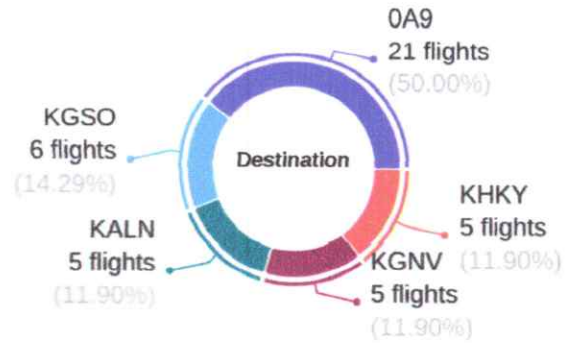 0A9
21 flights
(50.00%)
KGSO
6 flights
(14.29%)
Destination
KHKY
5 flights
(11.90%)
KALN
5 flights
(11.90%)
KGNV
5 flights
(11.90%)